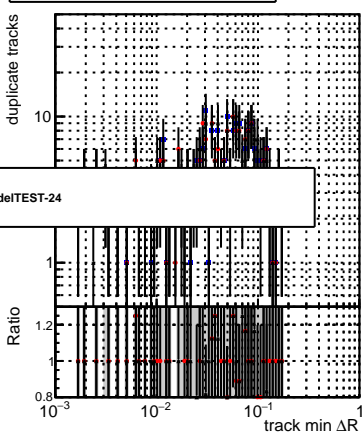 duplicate tracks
10
delTEST-24
1
Ratio
1.2
1
0.8
10⁻³ 10⁻² 10⁻¹ 1
track min ΔR